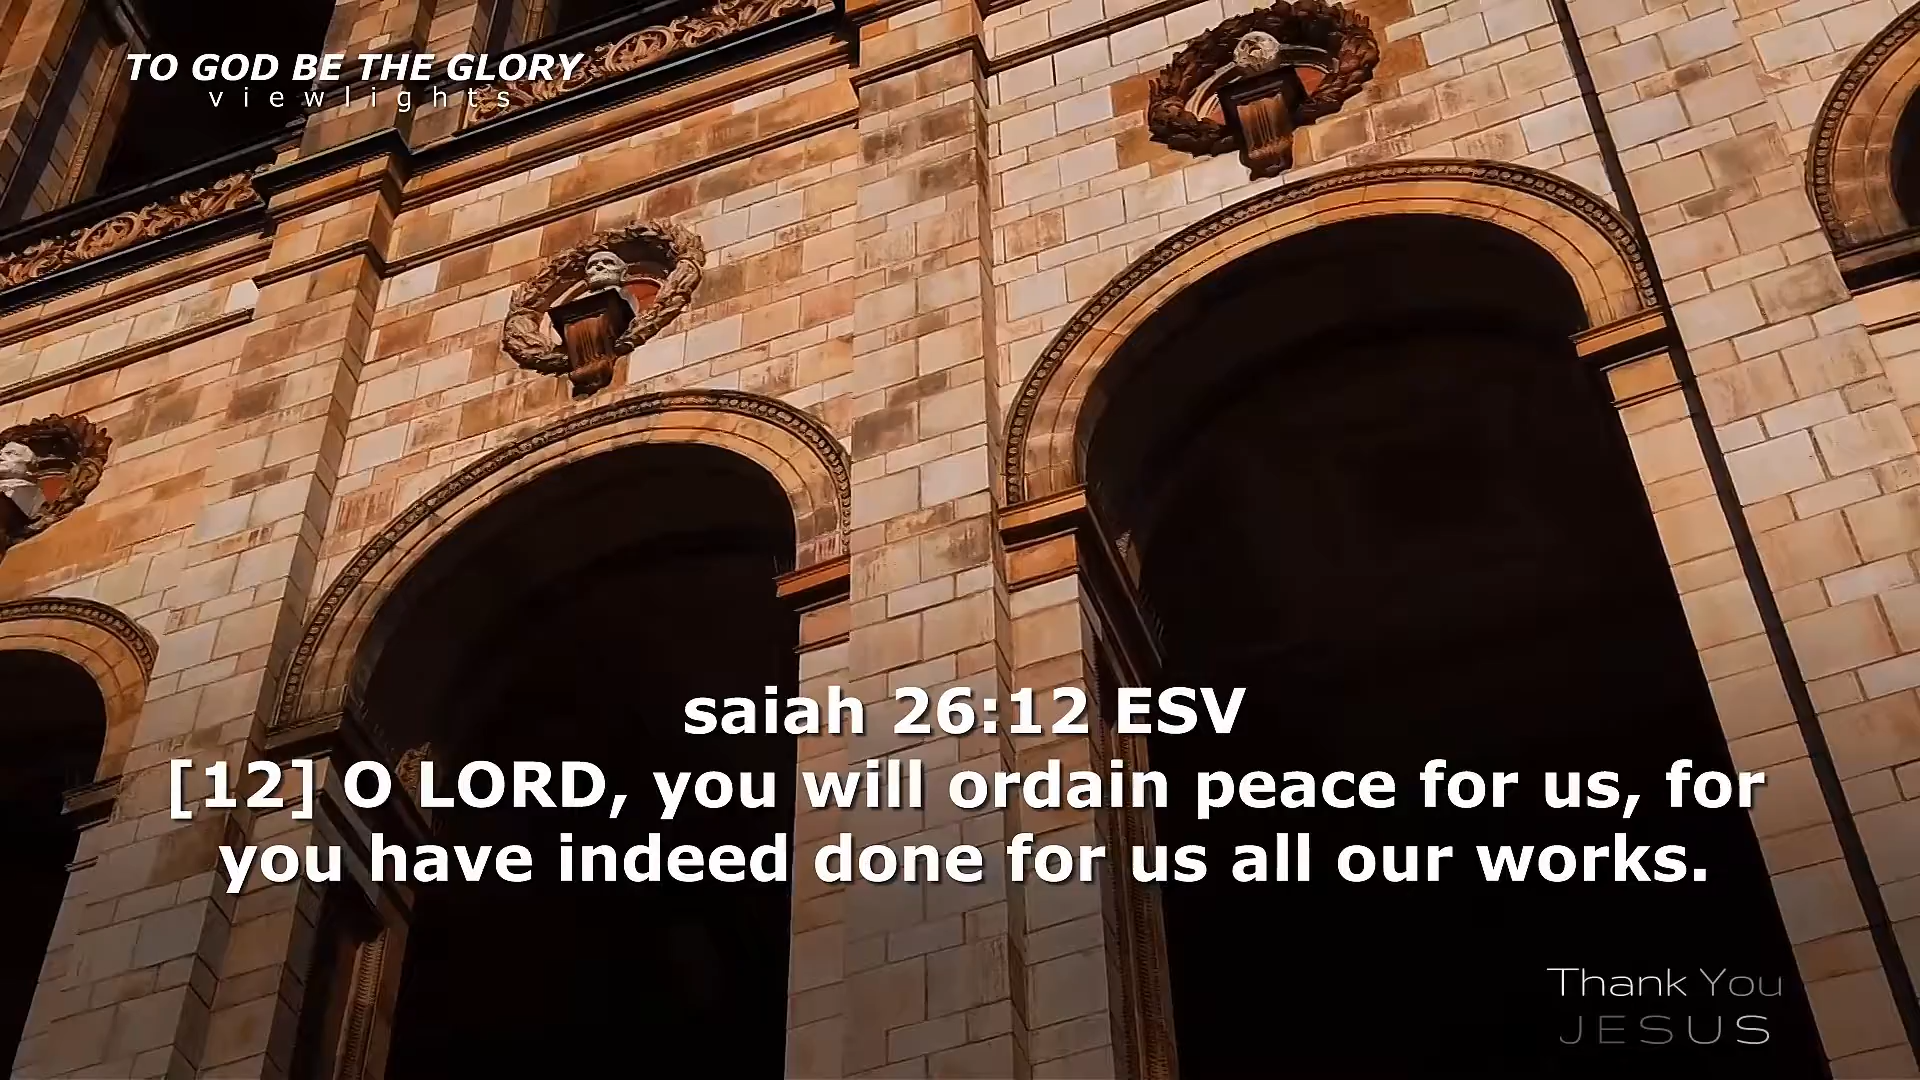 TO GOD BE THE GLORY
viewlights
saiah 26:12 ESV
[12] O LORD, you will ordain peace for us, for
you have indeed done for us all our works.
Thank You
JESUS